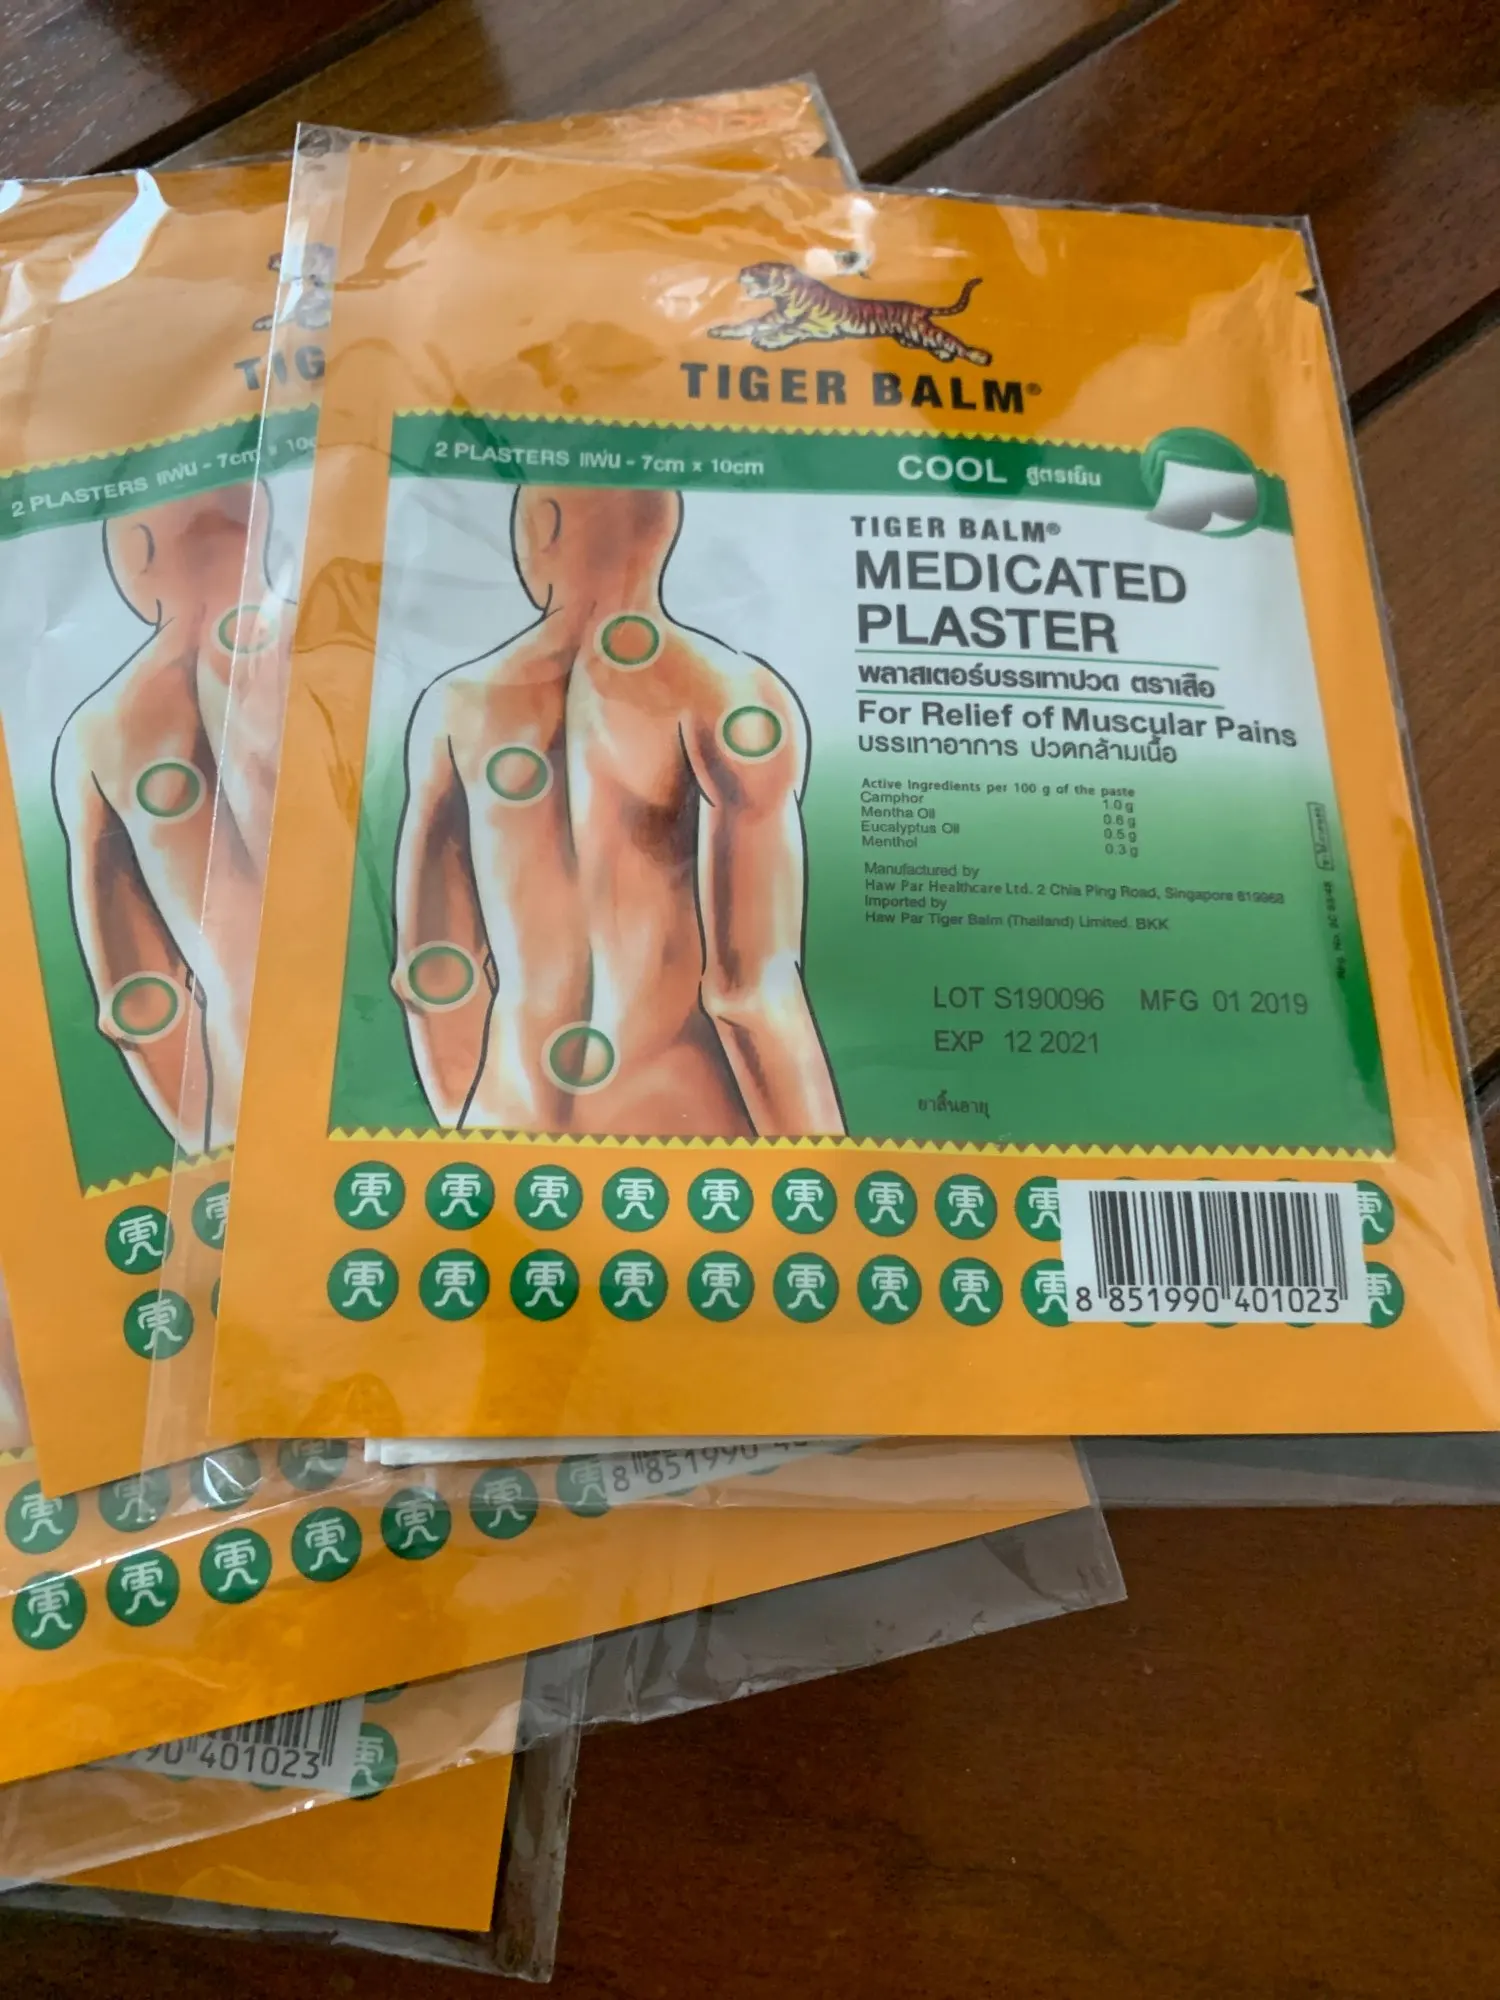 TIGER BALM®
2 PLASTERS แผ่น - 7cm x 10cm
COOL สูตรเย็น
TIGER BALM®
MEDICATED
PLASTER
พลาสเตอร์บรรเทาปวด ตราเสือ
For Relief of Muscular Pains
บรรเทาอาการ ปวดกล้ามเนื้อ
Active Ingredients per 100 g of the paste
Camphor 1.0 g
Mentha Oil 0.6 g
Eucalyptus Oil 0.5 g
Menthol 0.3 g
Manufactured by
Haw Par Healthcare Ltd. 2 Chia Ping Road, Singapore 619968
Imported by
Haw Par Tiger Balm (Thailand) Limited. BKK
LOT S190096 MFG 01 2019
EXP 12 2021
ยาสิ้นอายุ
8 851990 401023
TIG
2 PLASTERS แผ่น - 7cm x 10c
8 851990
90 401023